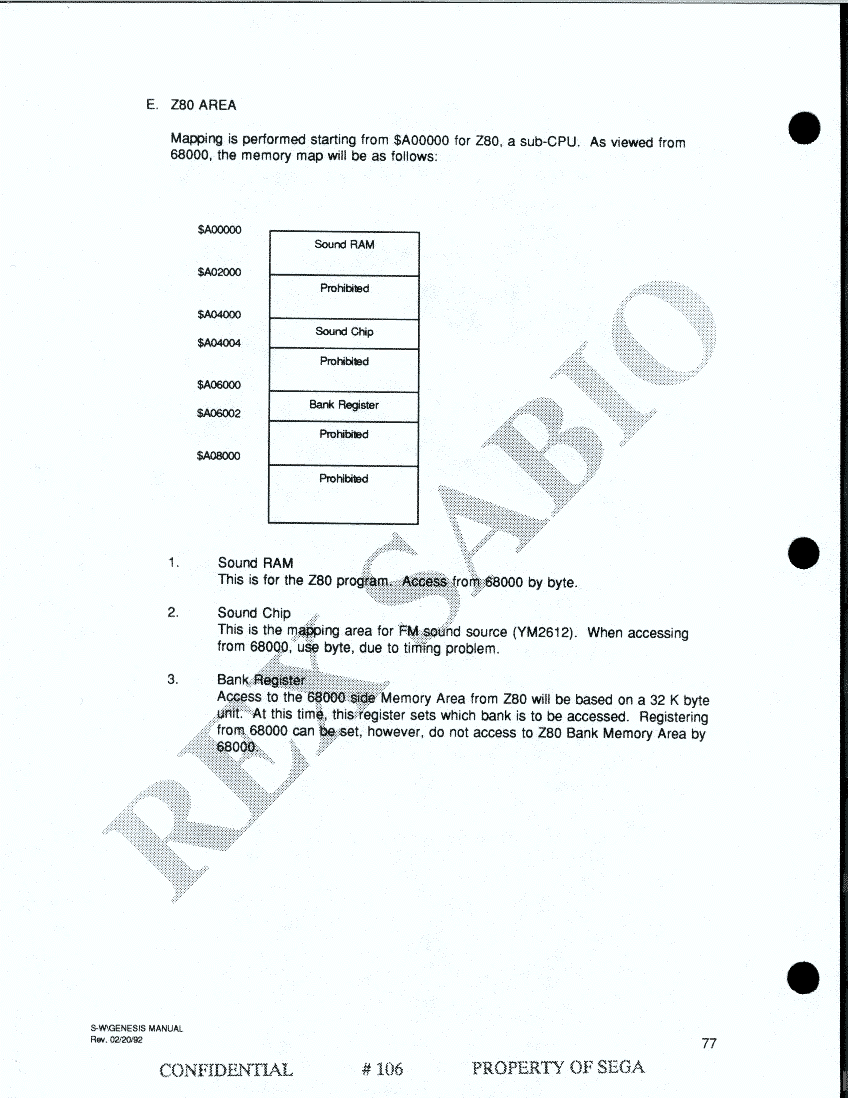 E. Z80 AREA
Mapping is performed starting from $A00000 for Z80, a sub-CPU. As viewed from
68000, the memory map will be as follows:
$A00000
Sound RAM
$A02000
Prohibited
$A04000
Sound Chip
$A04004
Prohibited
$A06000
Bank Register
$A06002
Prohibited
$A08000
Prohibited
1. Sound RAM
This is for the Z80 program. Access from 68000 by byte.
2. Sound Chip
This is the mapping area for FM sound source (YM2612). When accessing
from 68000, use byte, due to timing problem.
3. Bank Register
Access to the 68000 side Memory Area from Z80 will be based on a 32 K byte
unit. At this time, this register sets which bank is to be accessed. Registering
from 68000 can be set, however, do not access to Z80 Bank Memory Area by
68000.
REX SABIO
S-W\GENESIS MANUAL
Rev. 02/20/92
77
CONFIDENTIAL # 106 PROPERTY OF SEGA